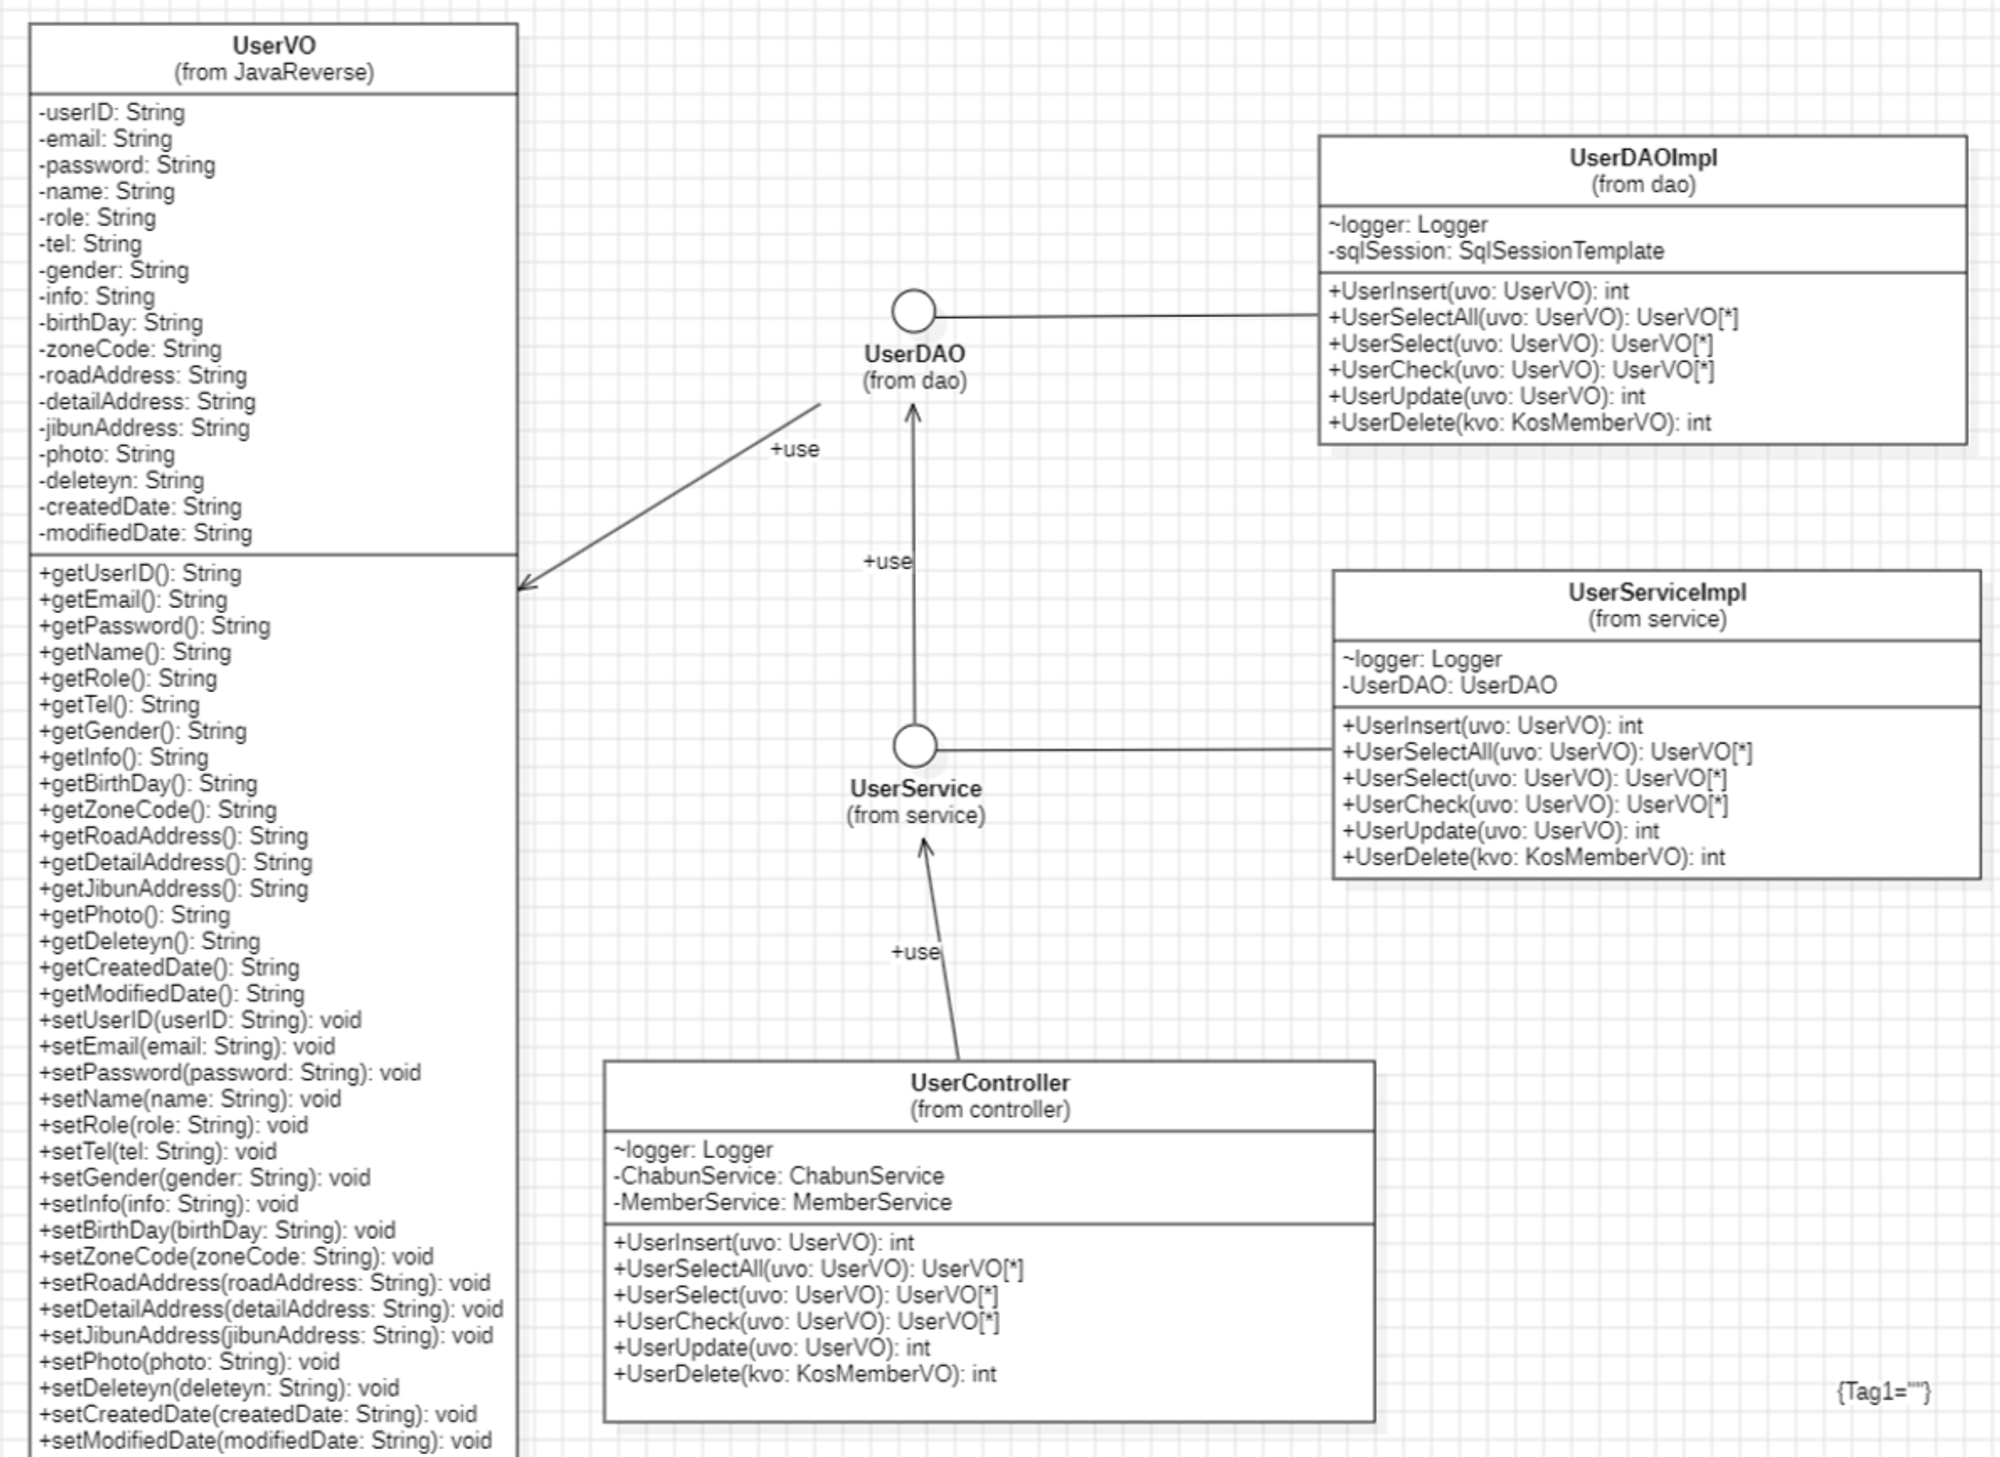 UserVO
(from JavaReverse)
-userID: String
-email: String
-password: String
-name: String
-role: String
-tel: String
-gender: String
-info: String
-birthDay: String
-zoneCode: String
-roadAddress: String
-detailAddress: String
-jibunAddress: String
-photo: String
-deleteyn: String
-createdDate: String
-modifiedDate: String
+getUserID(): String
+getEmail(): String
+getPassword(): String
+getName(): String
+getRole(): String
+getTel(): String
+getGender(): String
+getInfo(): String
+getBirthDay(): String
+getZoneCode(): String
+getRoadAddress(): String
+getDetailAddress(): String
+getJibunAddress(): String
+getPhoto(): String
+getDeleteyn(): String
+getCreatedDate(): String
+getModifiedDate(): String
+setUserID(userID: String): void
+setEmail(email: String): void
+setPassword(password: String): void
+setName(name: String): void
+setRole(role: String): void
+setTel(tel: String): void
+setGender(gender: String): void
+setInfo(info: String): void
+setBirthDay(birthDay: String): void
+setZoneCode(zoneCode: String): void
+setRoadAddress(roadAddress: String): void
+setDetailAddress(detailAddress: String): void
+setJibunAddress(jibunAddress: String): void
+setPhoto(photo: String): void
+setDeleteyn(deleteyn: String): void
+setCreatedDate(createdDate: String): void
+setModifiedDate(modifiedDate: String): void
UserDAO
(from dao)
+use
+use
UserService
(from service)
+use
UserDAOImpl
(from dao)
~logger: Logger
-sqlSession: SqlSessionTemplate
+UserInsert(uvo: UserVO): int
+UserSelectAll(uvo: UserVO): UserVO[*]
+UserSelect(uvo: UserVO): UserVO[*]
+UserCheck(uvo: UserVO): UserVO[*]
+UserUpdate(uvo: UserVO): int
+UserDelete(kvo: KosMemberVO): int
UserServiceImpl
(from service)
~logger: Logger
-UserDAO: UserDAO
+UserInsert(uvo: UserVO): int
+UserSelectAll(uvo: UserVO): UserVO[*]
+UserSelect(uvo: UserVO): UserVO[*]
+UserCheck(uvo: UserVO): UserVO[*]
+UserUpdate(uvo: UserVO): int
+UserDelete(kvo: KosMemberVO): int
UserController
(from controller)
~logger: Logger
-ChabunService: ChabunService
-MemberService: MemberService
+UserInsert(uvo: UserVO): int
+UserSelectAll(uvo: UserVO): UserVO[*]
+UserSelect(uvo: UserVO): UserVO[*]
+UserCheck(uvo: UserVO): UserVO[*]
+UserUpdate(uvo: UserVO): int
+UserDelete(kvo: KosMemberVO): int
{Tag1=""}